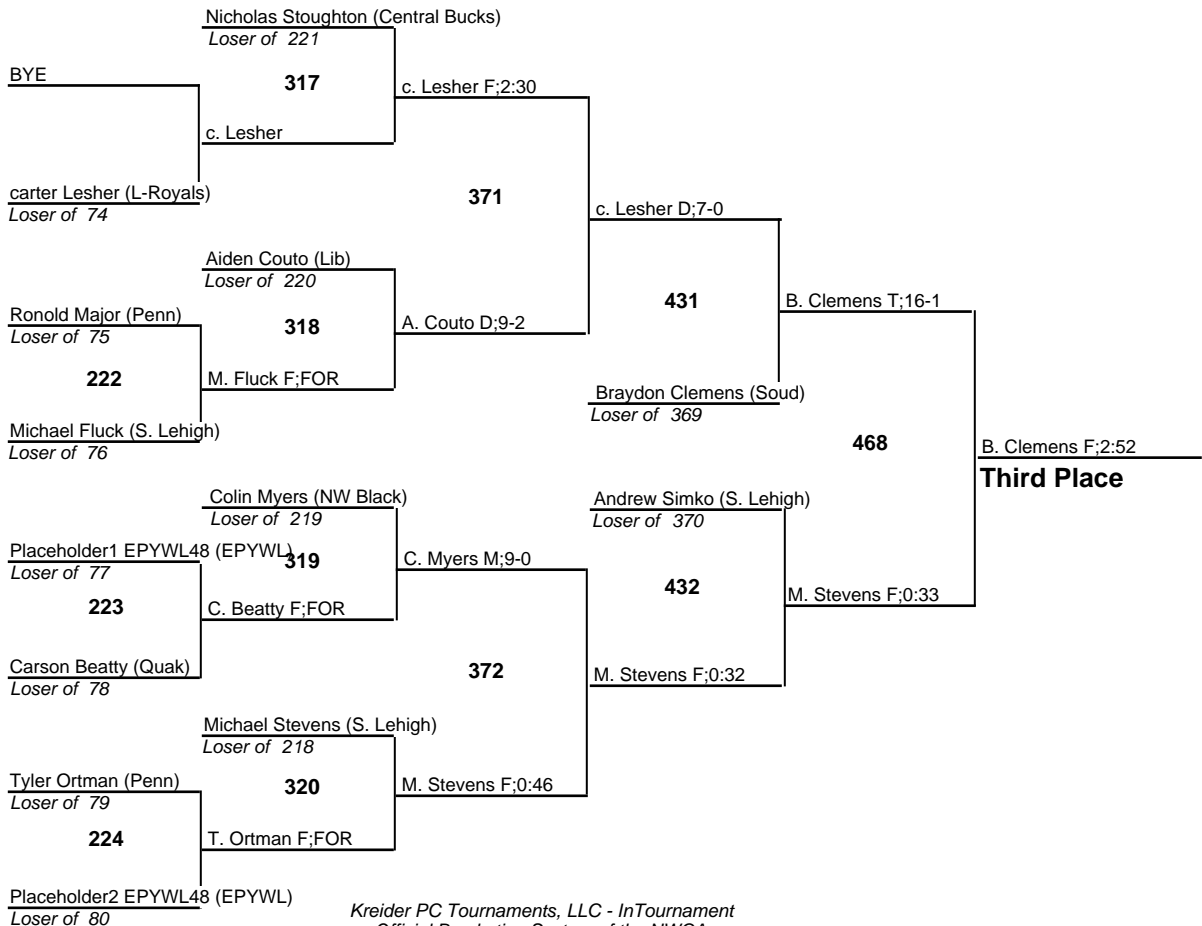 Nicholas Stoughton (Central Bucks)
Loser of 221
BYE
317
c. Lesher F;2:30
c. Lesher
carter Lesher (L-Royals)
Loser of 74
371
c. Lesher D;7-0
Aiden Couto (Lib)
Loser of 220
431
B. Clemens T;16-1
Ronold Major (Penn)
Loser of 75
318
A. Couto D;9-2
222
M. Fluck F;FOR
Braydon Clemens (Soud)
Loser of 369
Michael Fluck (S. Lehigh)
Loser of 76
468
B. Clemens F;2:52
Third Place
Colin Myers (NW Black)
Loser of 219
Andrew Simko (S. Lehigh)
Loser of 370
Placeholder1 EPYWL48 (EPYWL)
Loser of 77
319
C. Myers M;9-0
432
M. Stevens F;0:33
223
C. Beatty F;FOR
Carson Beatty (Quak)
Loser of 78
372
M. Stevens F;0:32
Michael Stevens (S. Lehigh)
Loser of 218
Tyler Ortman (Penn)
Loser of 79
320
M. Stevens F;0:46
224
T. Ortman F;FOR
Placeholder2 EPYWL48 (EPYWL)
Loser of 80
Kreider PC Tournaments, LLC - InTournament